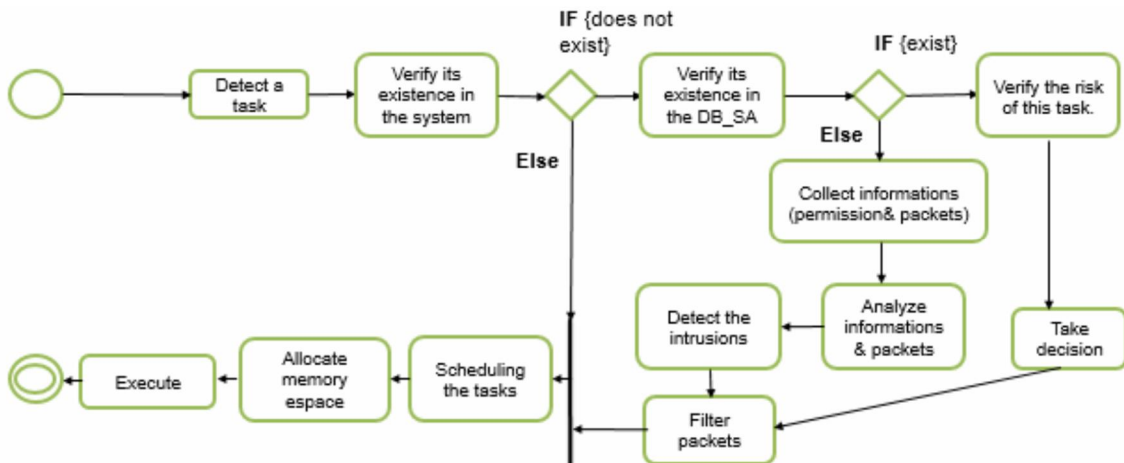 IF {does not
exist}
IF {exist}
Detect a
task
Verify its
existence in
the system
Verify its
existence in
the DB_SA
Verify the risk
of this task.
Else
Else
Collect informations
(permission& packets)
Detect the
intrusions
Analyze
informations
& packets
Take
decision
Execute
Allocate
memory
espace
Scheduling
the tasks
Filter
packets